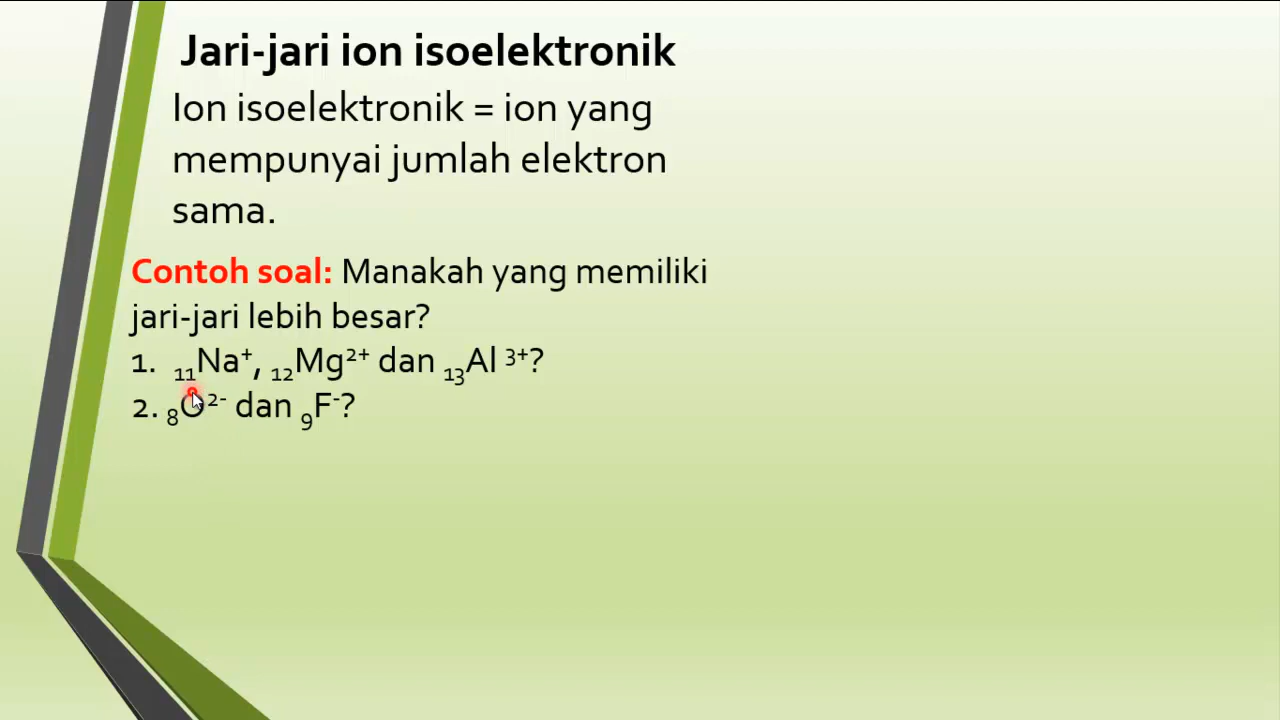 Jari-jari ion isoelektronik
Ion isoelektronik = ion yang
mempunyai jumlah elektron
sama.
Contoh soal: Manakah yang memiliki
jari-jari lebih besar?
1. ₁₁Na⁺, ₁₂Mg²⁺ dan ₁₃Al ³⁺?
2. ₈O²⁻ dan ₉F⁻?